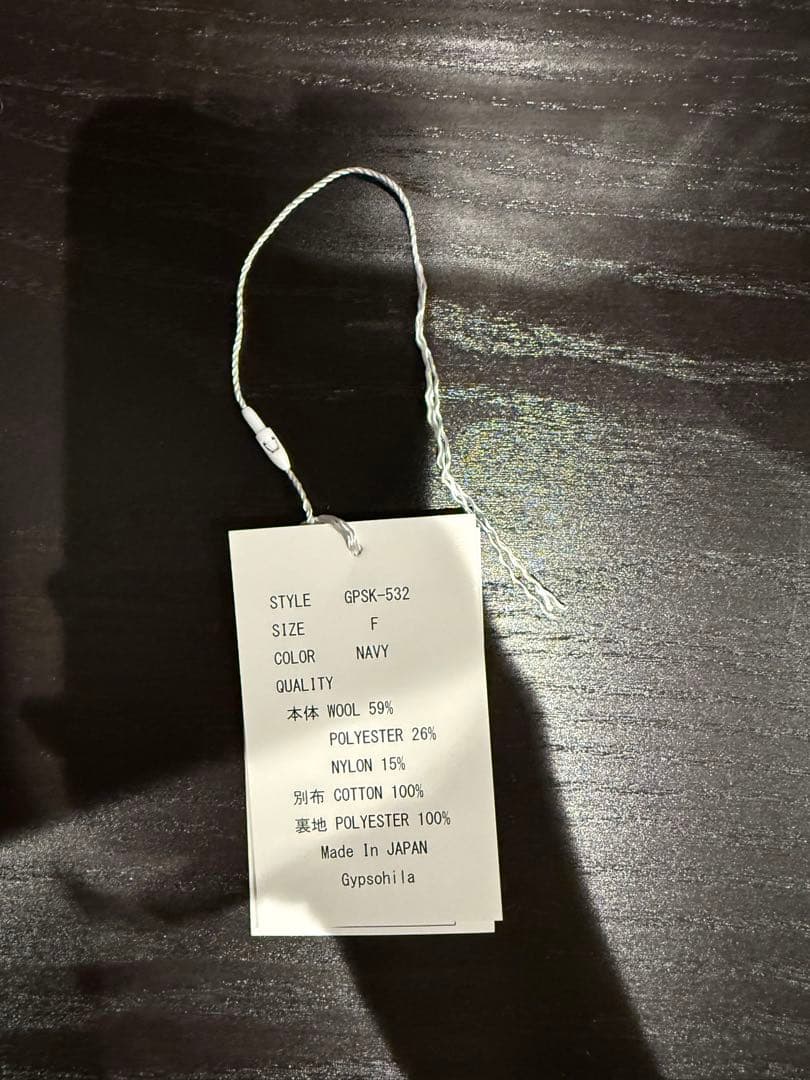 STYLE GPSK-532
SIZE F
COLOR NAVY
QUALITY
本体 WOOL 59%
POLYESTER 26%
NYLON 15%
別布 COTTON 100%
裏地 POLYESTER 100%
Made In JAPAN
Gypsohila